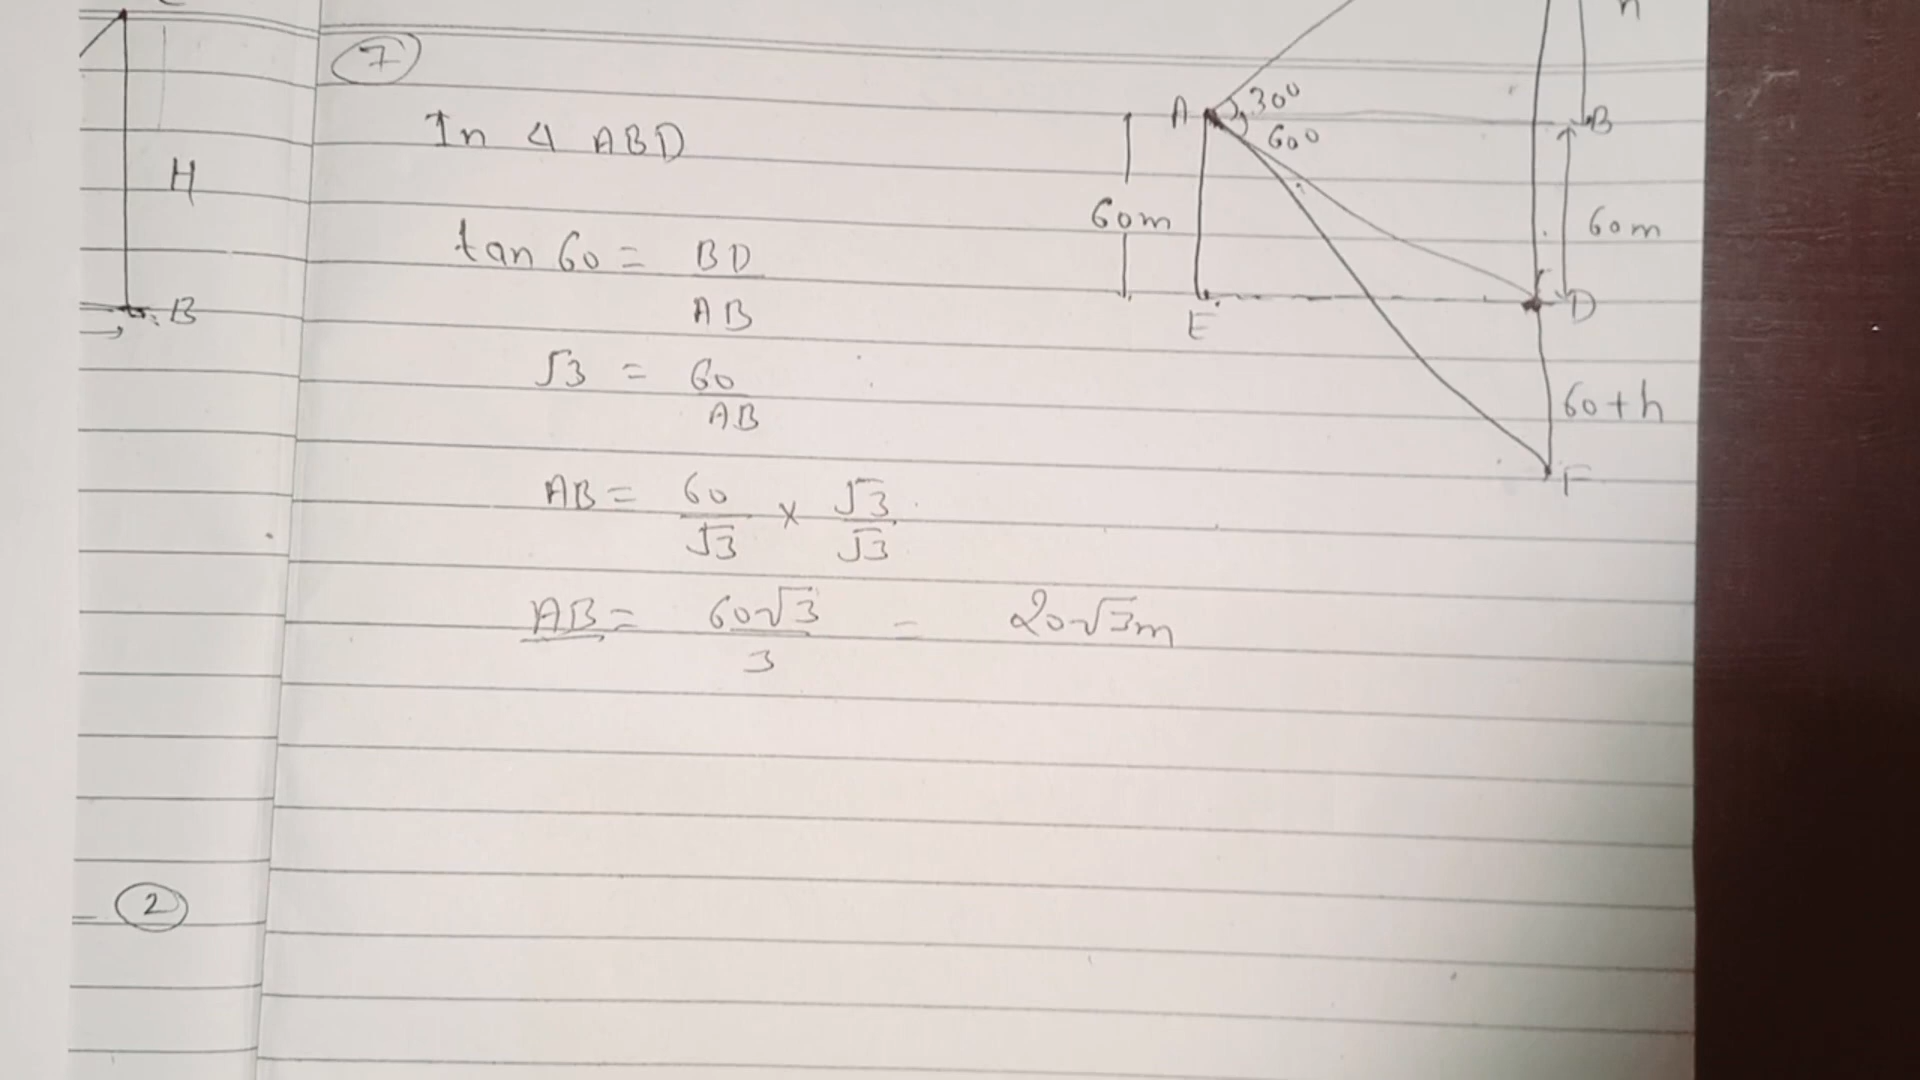 7
In Δ ABD
tan 60 = BD
AB
√3 = 60
AB
AB = 60 × √3
√3 √3
AB = 60√3 = 20√3m
3
H
B
2
A
30°
60°
B
60m
60m
E
D
60+h
F